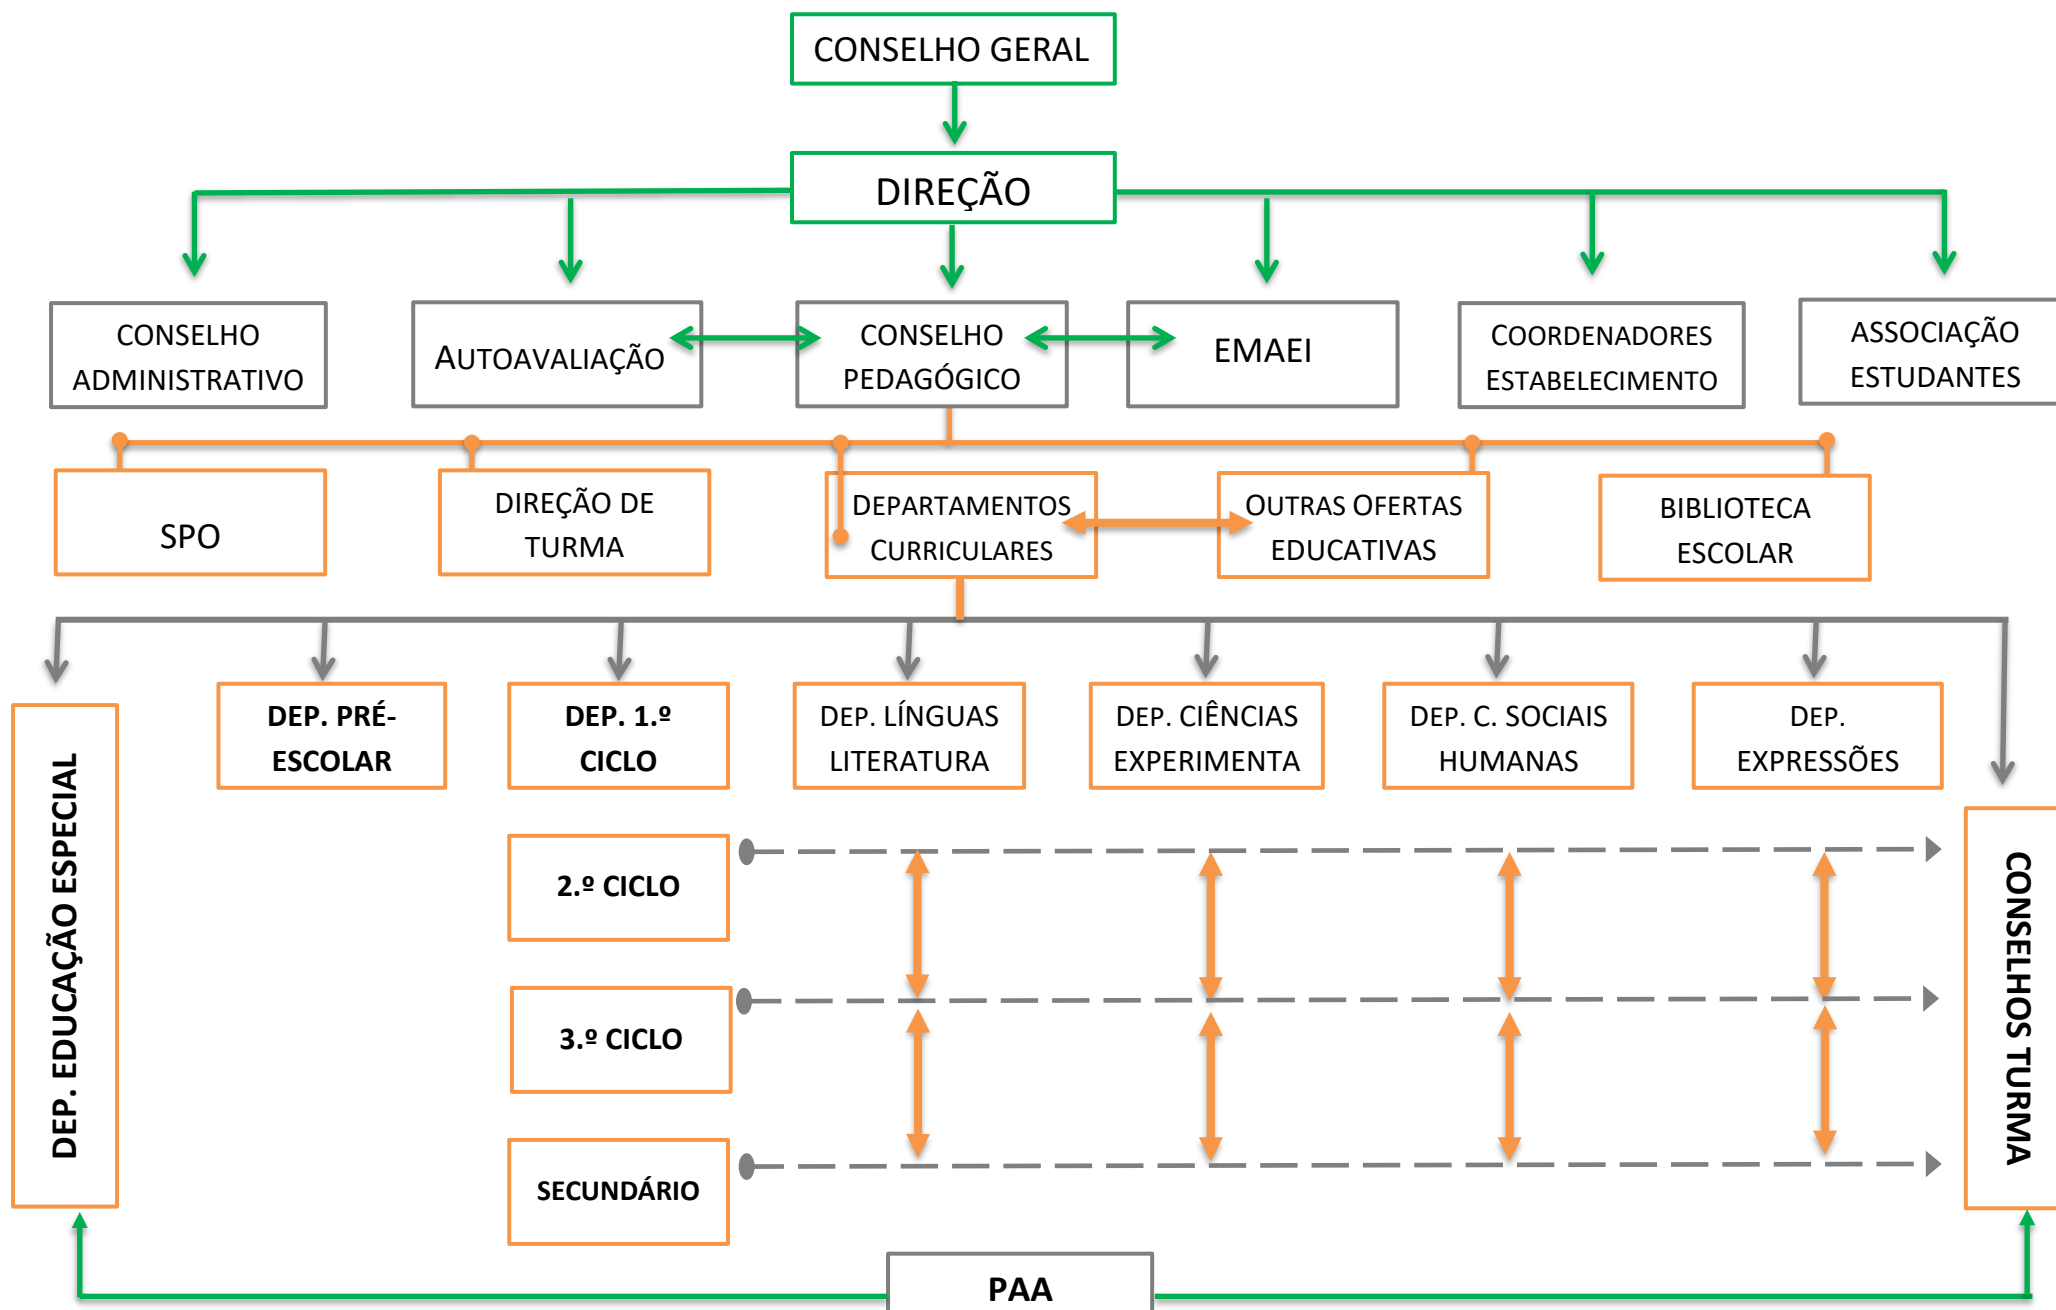 CONSELHO GERAL
DIREÇÃO
CONSELHO
ADMINISTRATIVO
AUTOAVALIAÇÃO
CONSELHO
PEDAGÓGICO
EMAEI
COORDENADORES
ESTABELECIMENTO
ASSOCIAÇÃO
ESTUDANTES
SPO
DIREÇÃO DE
TURMA
DEPARTAMENTOS
CURRICULARES
OUTRAS OFERTAS
EDUCATIVAS
BIBLIOTECA
ESCOLAR
DEP. EDUCAÇÃO ESPECIAL
DEP. PRÉ-
ESCOLAR
DEP. 1.º
CICLO
DEP. LÍNGUAS
LITERATURA
DEP. CIÊNCIAS
EXPERIMENTA
DEP. C. SOCIAIS
HUMANAS
DEP.
EXPRESSÕES
CONSELHOS TURMA
2.º CICLO
3.º CICLO
SECUNDÁRIO
PAA